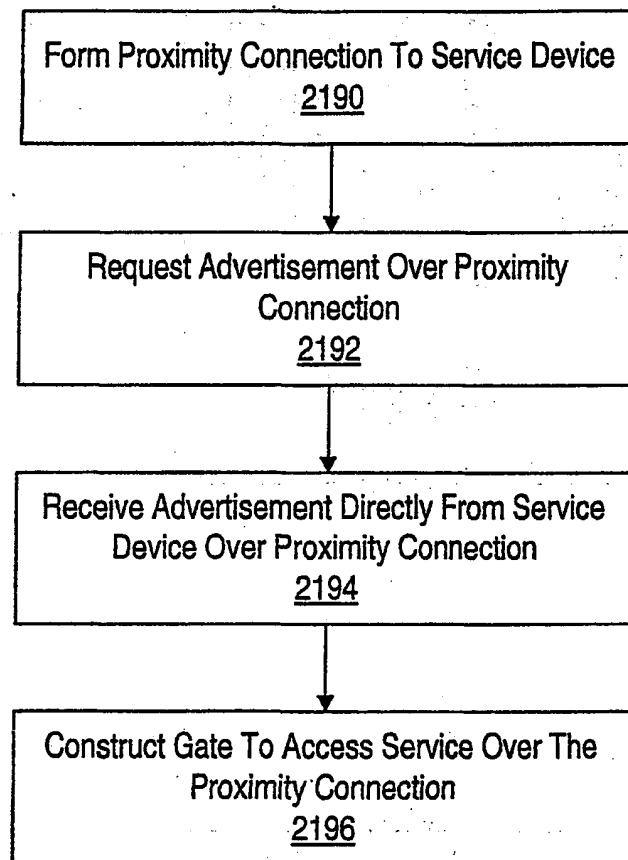 Form Proximity Connection To Service Device
2190
Request Advertisement Over Proximity
Connection
2192
Receive Advertisement Directly From Service
Device Over Proximity Connection
2194
Construct Gate To Access Service Over The
Proximity Connection
2196